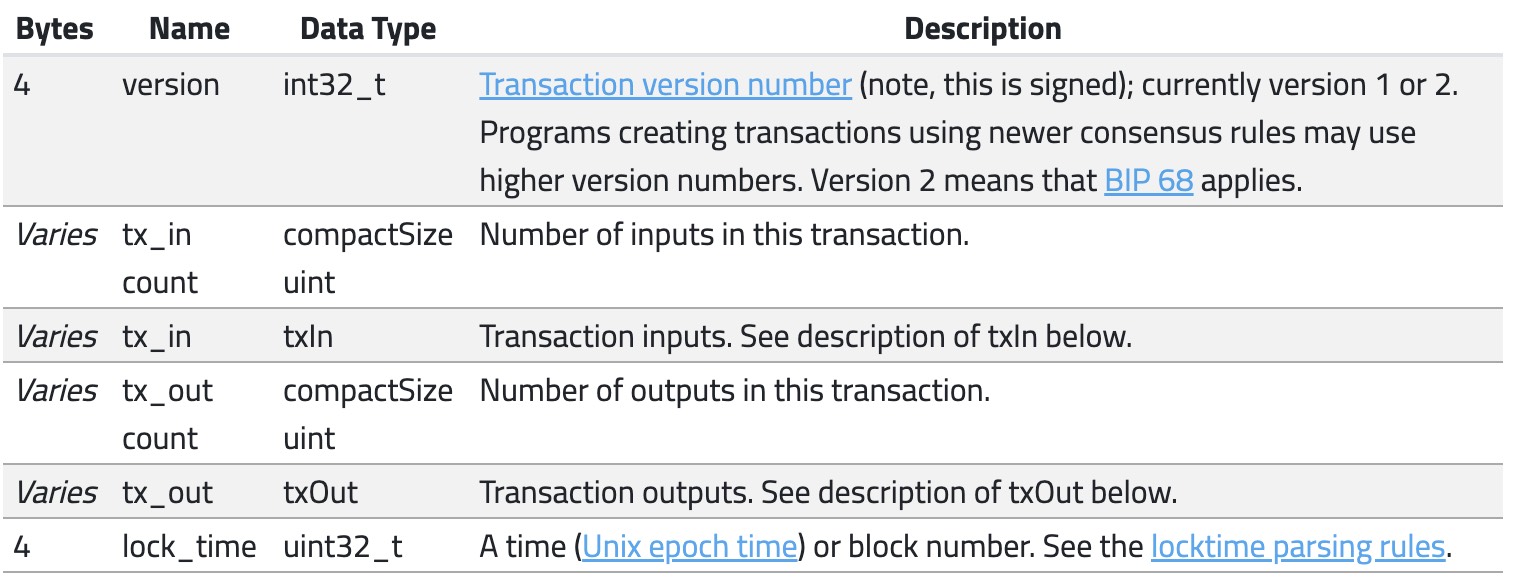 Bytes Name Data Type Description
4 version int32_t Transaction version number (note, this is signed); currently version 1 or 2.
Programs creating transactions using newer consensus rules may use
higher version numbers. Version 2 means that BIP 68 applies.
Varies tx_in compactSize Number of inputs in this transaction.
count uint
Varies tx_in txIn Transaction inputs. See description of txIn below.
Varies tx_out compactSize Number of outputs in this transaction.
count uint
Varies tx_out txOut Transaction outputs. See description of txOut below.
4 lock_time uint32_t A time (Unix epoch time) or block number. See the locktime parsing rules.